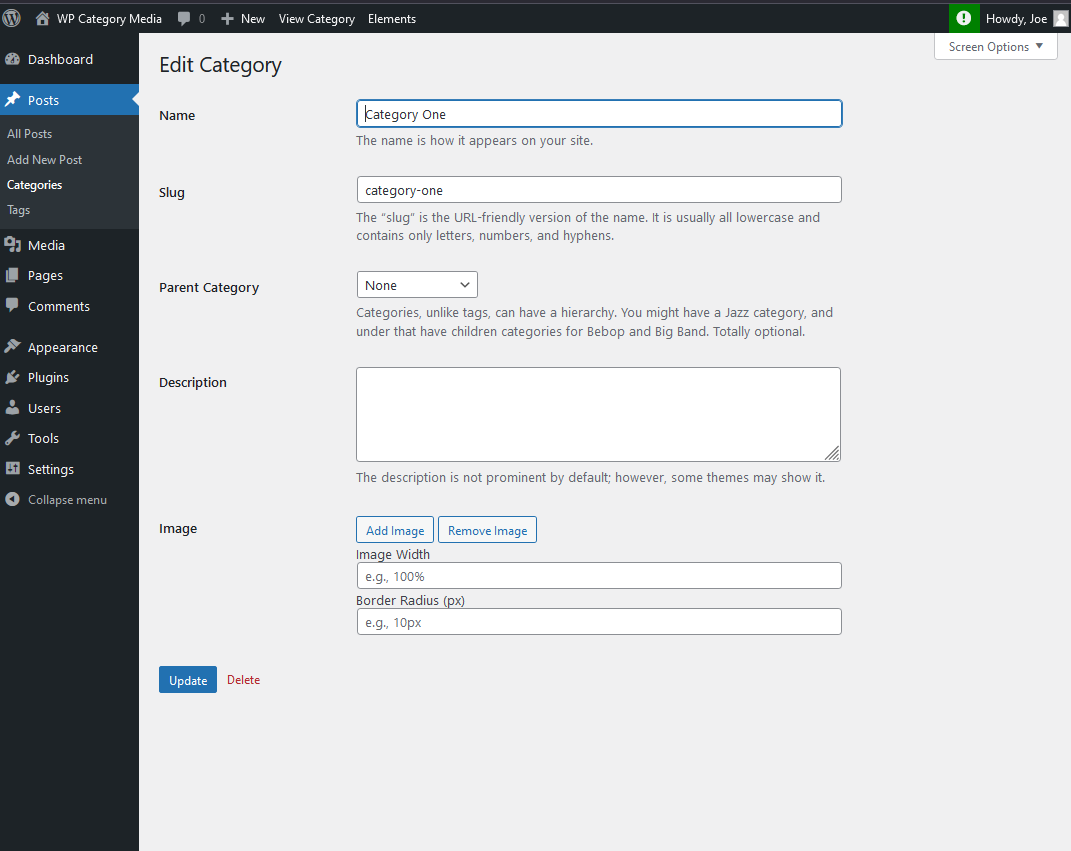 WP Category Media 0 New View Category Elements Howdy, Joe
Screen Options
Dashboard
Posts
All Posts
Add New Post
Categories
Tags
Media
Pages
Comments
Appearance
Plugins
Users
Tools
Settings
Collapse menu
Edit Category
Name
Category One
The name is how it appears on your site.
Slug
category-one
The “slug” is the URL-friendly version of the name. It is usually all lowercase and
contains only letters, numbers, and hyphens.
Parent Category
None
Categories, unlike tags, can have a hierarchy. You might have a Jazz category, and
under that have children categories for Bebop and Big Band. Totally optional.
Description
The description is not prominent by default; however, some themes may show it.
Image
Add Image Remove Image
Image Width
e.g., 100%
Border Radius (px)
e.g., 10px
Update Delete